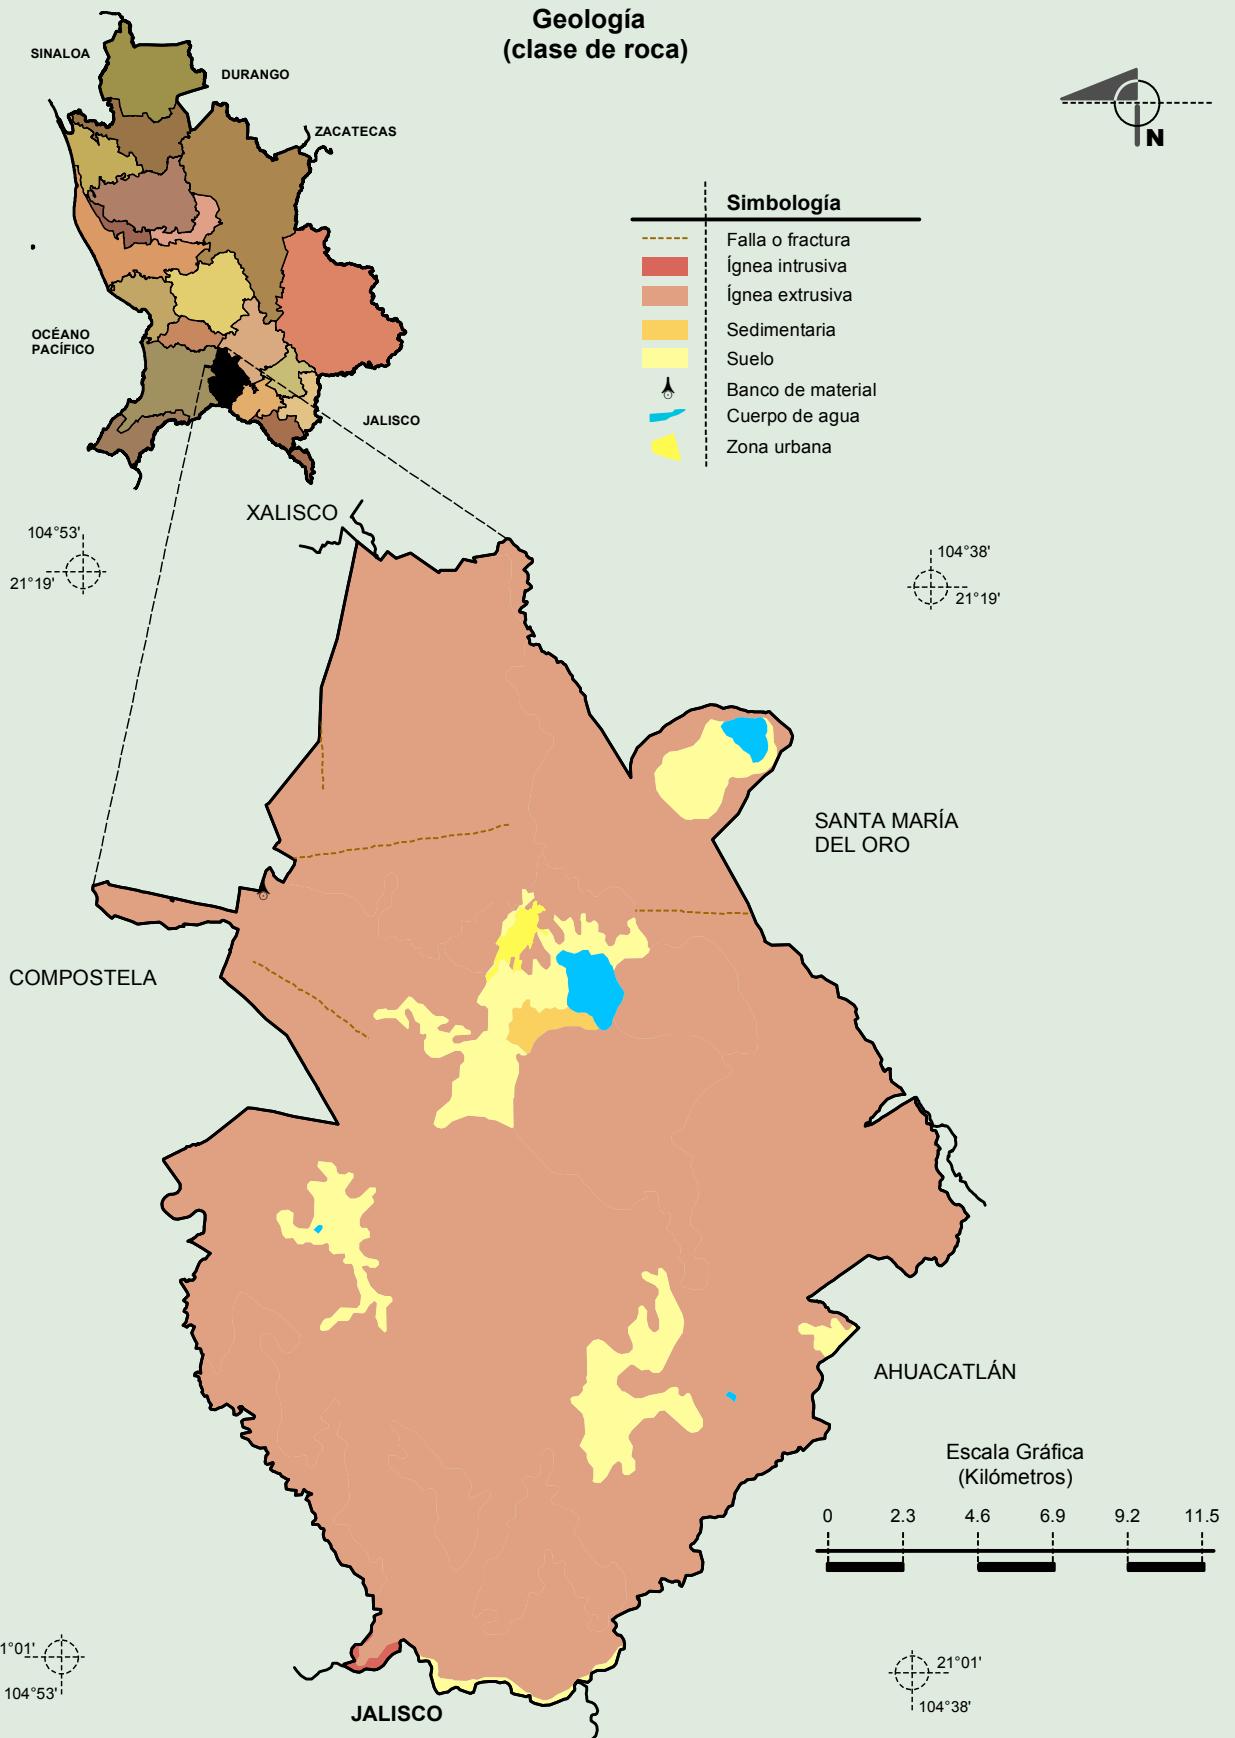 Geología
(clase de roca)
SINALOA
DURANGO
ZACATECAS
N
Simbología
Falla o fractura
Ígnea intrusiva
Ígnea extrusiva
Sedimentaria
Suelo
Banco de material
Cuerpo de agua
Zona urbana
OCÉANO
PACÍFICO
JALISCO
XALISCO
104°53'
21°19'
104°38'
21°19'
SANTA MARÍA
DEL ORO
COMPOSTELA
AHUACATLÁN
Escala Gráfica
(Kilómetros)
0 2.3 4.6 6.9 9.2 11.5
1°01'
104°53'
21°01'
104°38'
JALISCO